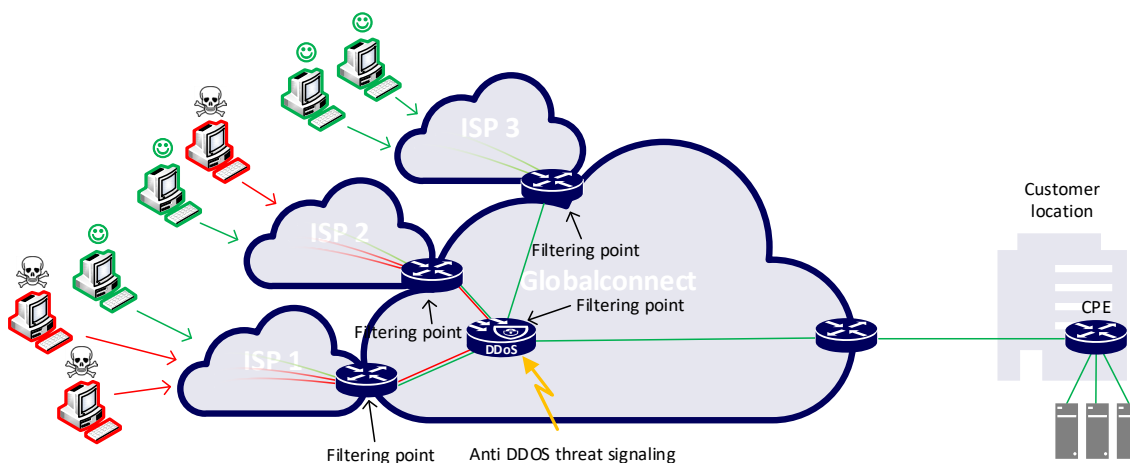 ISP 3
Customer
location
ISP 2
Filtering point
Globalconnect
Filtering point
Filtering point
CPE
DDoS
ISP 1
Filtering point
Anti DDOS threat signaling